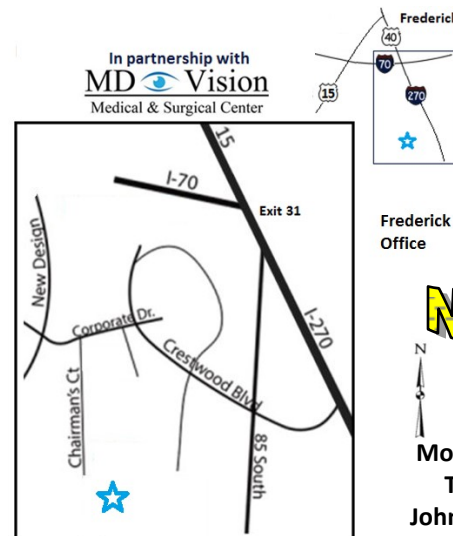 In partnership with
MD Vision
Medical & Surgical Center
Frederick
40
70
15
270
15
I-70
Exit 31
New Design
Corporate Dr.
Crestwood Blvd
I-270
Chairman's Ct
85 South
Frederick
Office
N
N